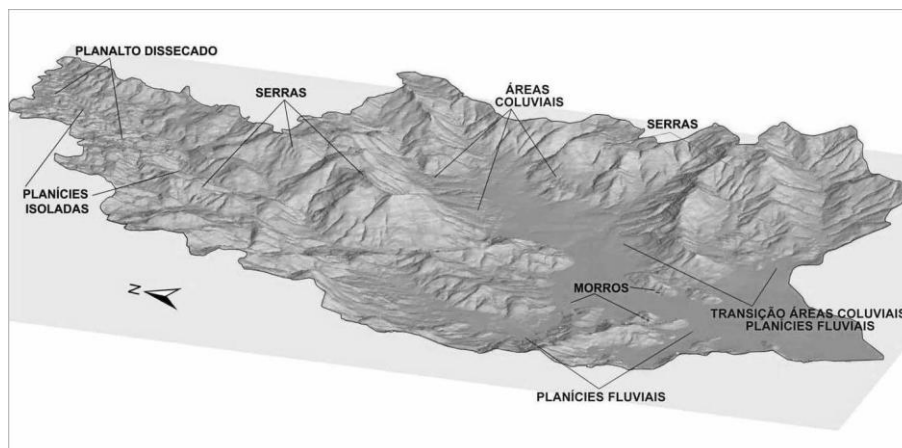 PLANALTO DISSECADO
SERRAS
ÁREAS
COLUVIAIS
SERRAS
PLANÍCIES
ISOLADAS
N
MORROS
TRANSIÇÃO ÁREAS COLUVIAIS
PLANÍCIES FLUVIAIS
PLANÍCIES FLUVIAIS